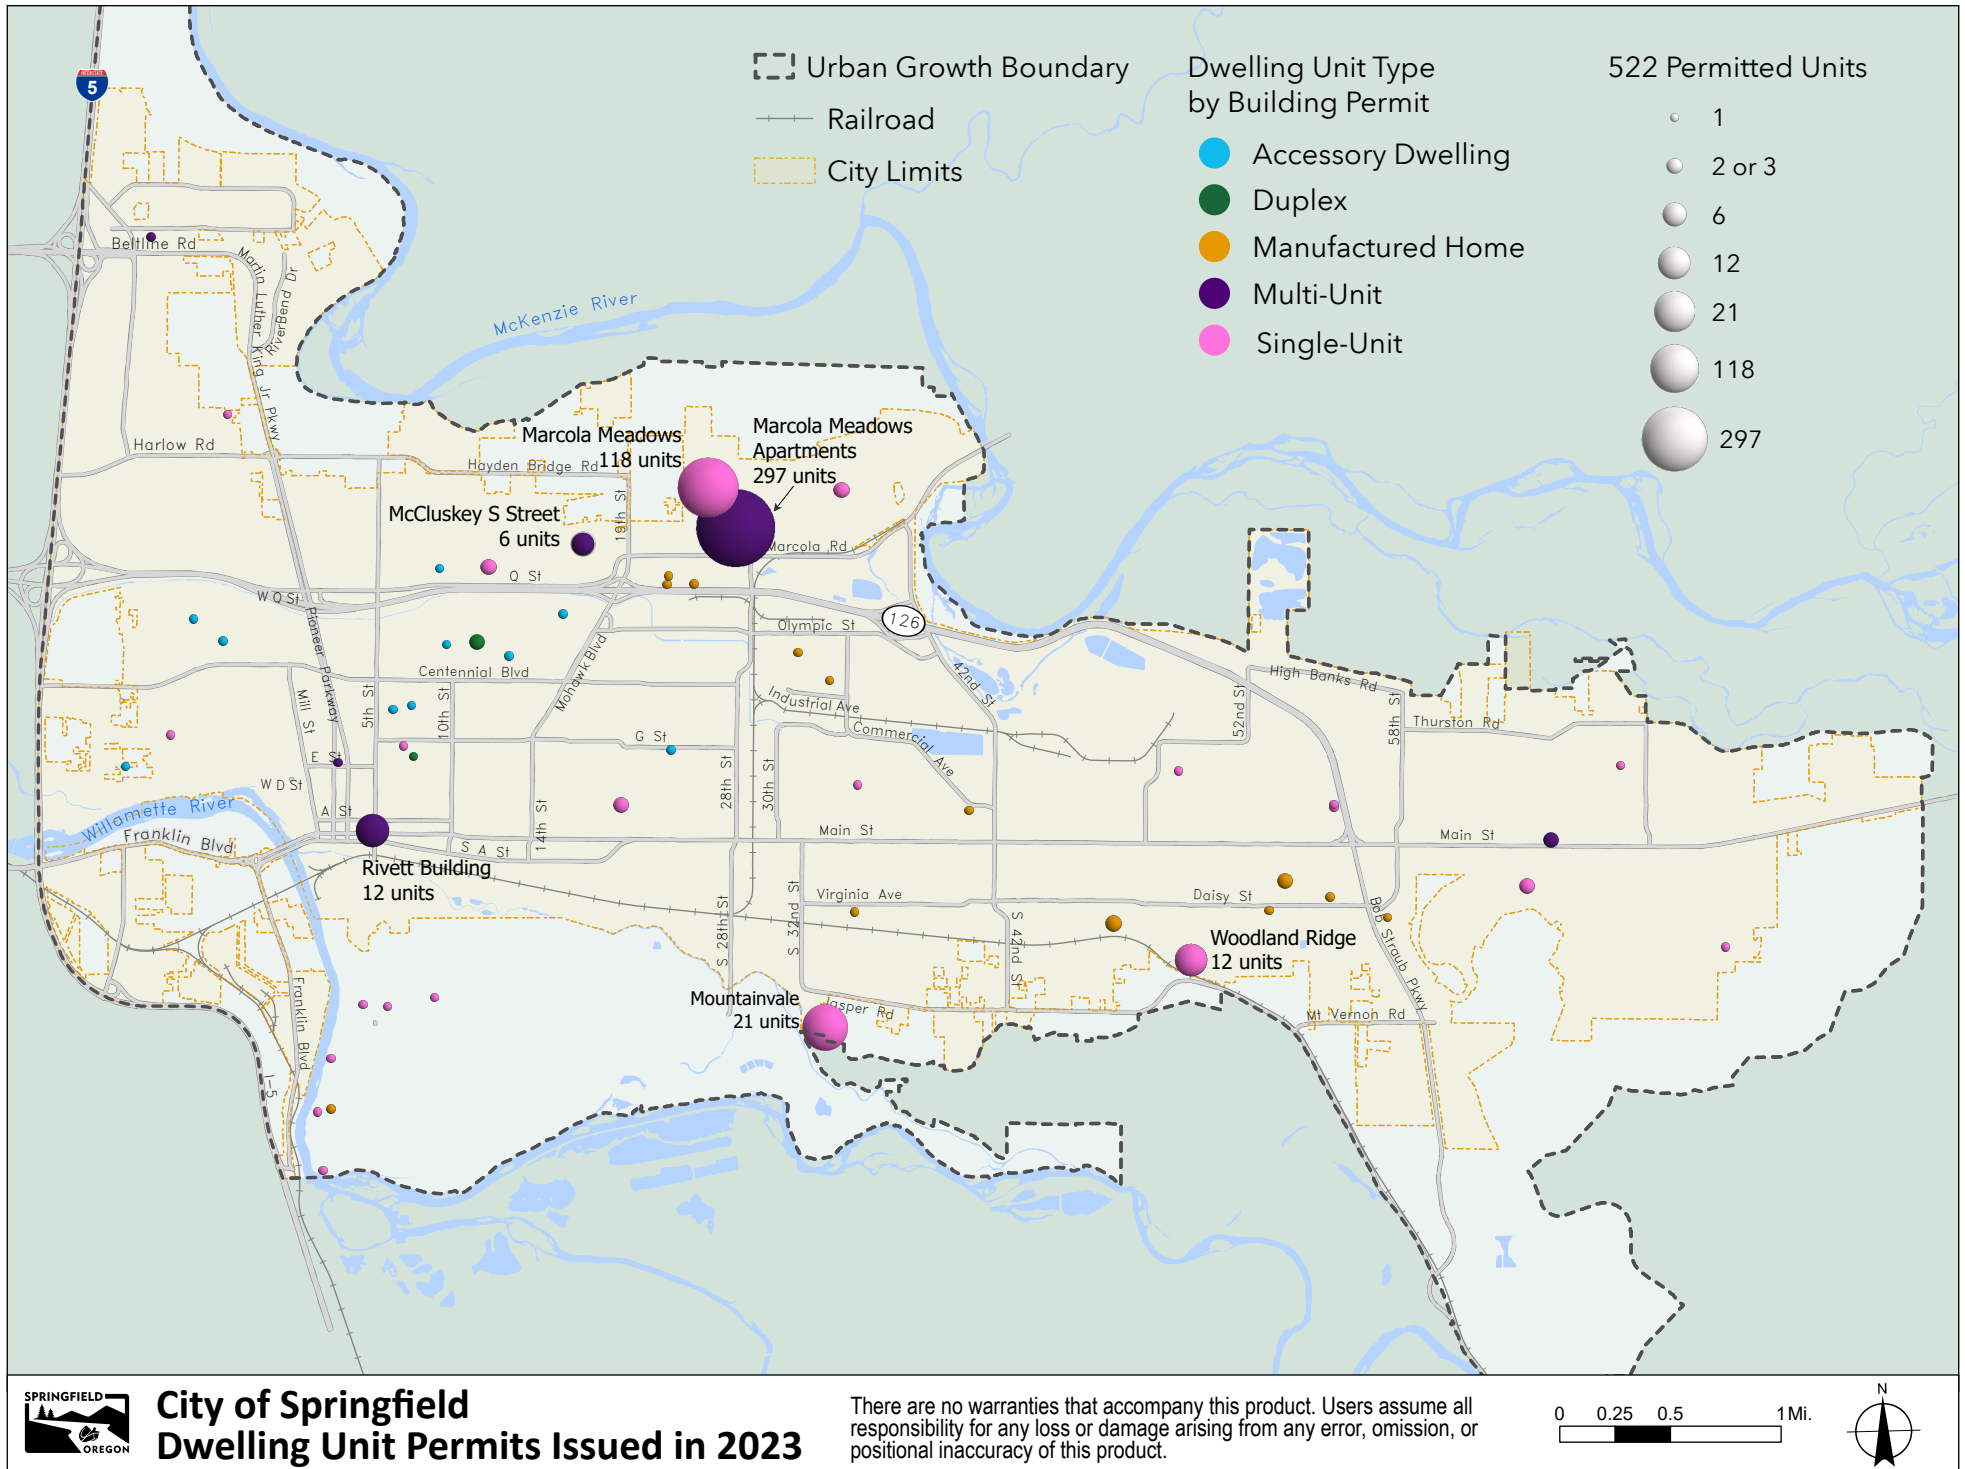 INTERSTATE
5
Urban Growth Boundary
Railroad
City Limits
Dwelling Unit Type
by Building Permit
Accessory Dwelling
Duplex
Manufactured Home
Multi-Unit
Single-Unit
522 Permitted Units
1
2 or 3
6
12
21
118
297
Beltline Rd
Martin Luther King Jr Pkwy
RiverBend Dr
McKenzie River
Harlow Rd
Hayden Bridge Rd
19th St
Marcola Meadows
118 units
Marcola Meadows
Apartments
297 units
McCluskey S Street
6 units
Marcola Rd
Q St
W Q St
Pioneer Parkway
126
Olympic St
Centennial Blvd
Mohawk Blvd
42nd St
Industrial Ave
Commercial Ave
High Banks Rd
52nd St
58th St
Thurston Rd
Mill St
5th St
10th St
G St
E St
W D St
A St
14th St
28th St
30th St
Willamette River
Franklin Blvd
S A St
Main St
Main St
Rivett Building
12 units
Virginia Ave
Daisy St
S 28th St
S 32nd St
S 42nd St
Bob Straub Pkwy
Woodland Ridge
12 units
Mountainvale
21 units
Jasper Rd
Mt Vernon Rd
Franklin Blvd
I-5
SPRINGFIELD
OREGON
City of Springfield
Dwelling Unit Permits Issued in 2023
There are no warranties that accompany this product. Users assume all
responsibility for any loss or damage arising from any error, omission, or
positional inaccuracy of this product.
0 0.25 0.5 1 Mi.
N